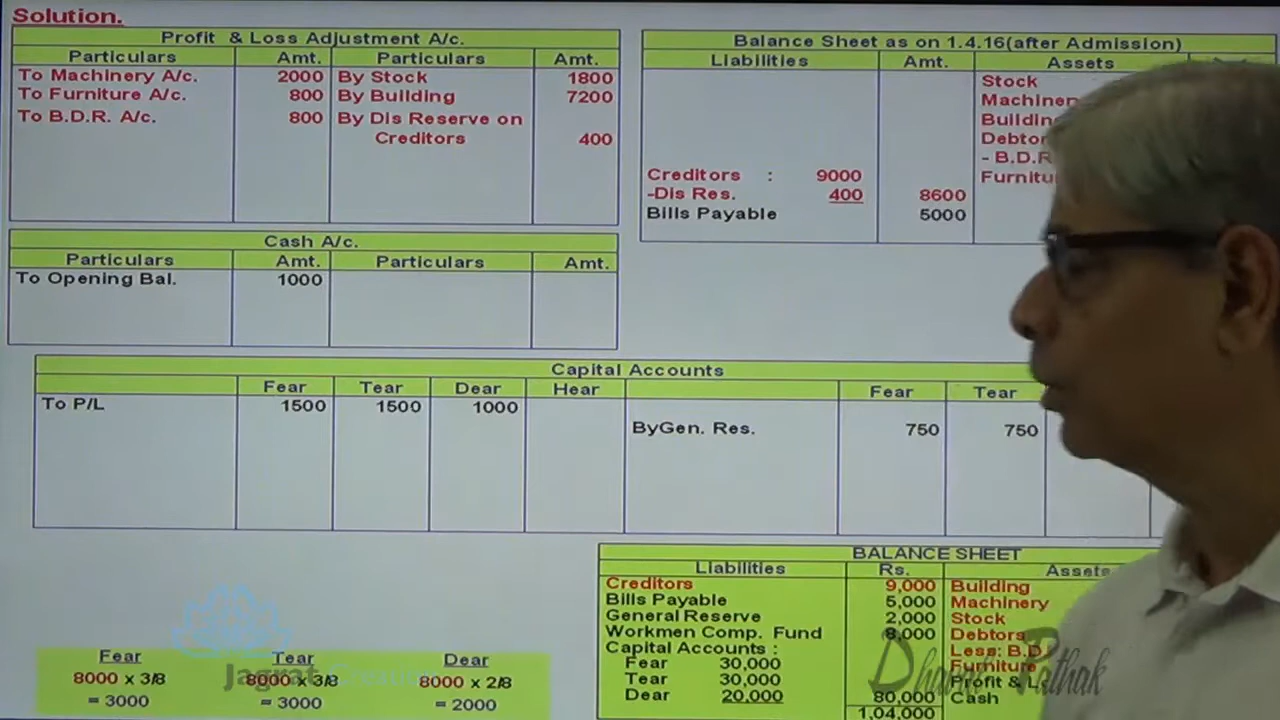 Solution.
Profit & Loss Adjustment A/c.
Particulars Amt. Particulars Amt.
To Machinery A/c. 2000 By Stock 1800
To Furniture A/c. 800 By Building 7200
To B.D.R. A/c. 800 By Dis Reserve on
Creditors 400
Cash A/c.
Particulars Amt. Particulars Amt.
To Opening Bal. 1000
Balance Sheet as on 1.4.16(after Admission)
Liabilities Amt. Assets
Stock
Building
- B.D.R
Creditors : 9000
-Dis Res. 400 8600
Bills Payable 5000
Capital Accounts
Fear Tear Dear Hear Fear Tear
To P/L 1500 1500 1000
ByGen. Res. 750 750
BALANCE SHEET
Liabilities Rs. Assets
Creditors 9,000 Building
Bills Payable 5,000 Machinery
General Reserve 2,000 Stock
Workmen Comp. Fund 8,000 Debtors
Capital Accounts : Less: B.D.
Fear 30,000 Furniture
Tear 30,000 Profit &
Dear 20,000 80,000 Cash
1,04,000
Fear Tear Dear
8000 x 3/8 8000 x 3/8 8000 x 2/8
= 3000 = 3000 = 2000
Jagrat
Pathak